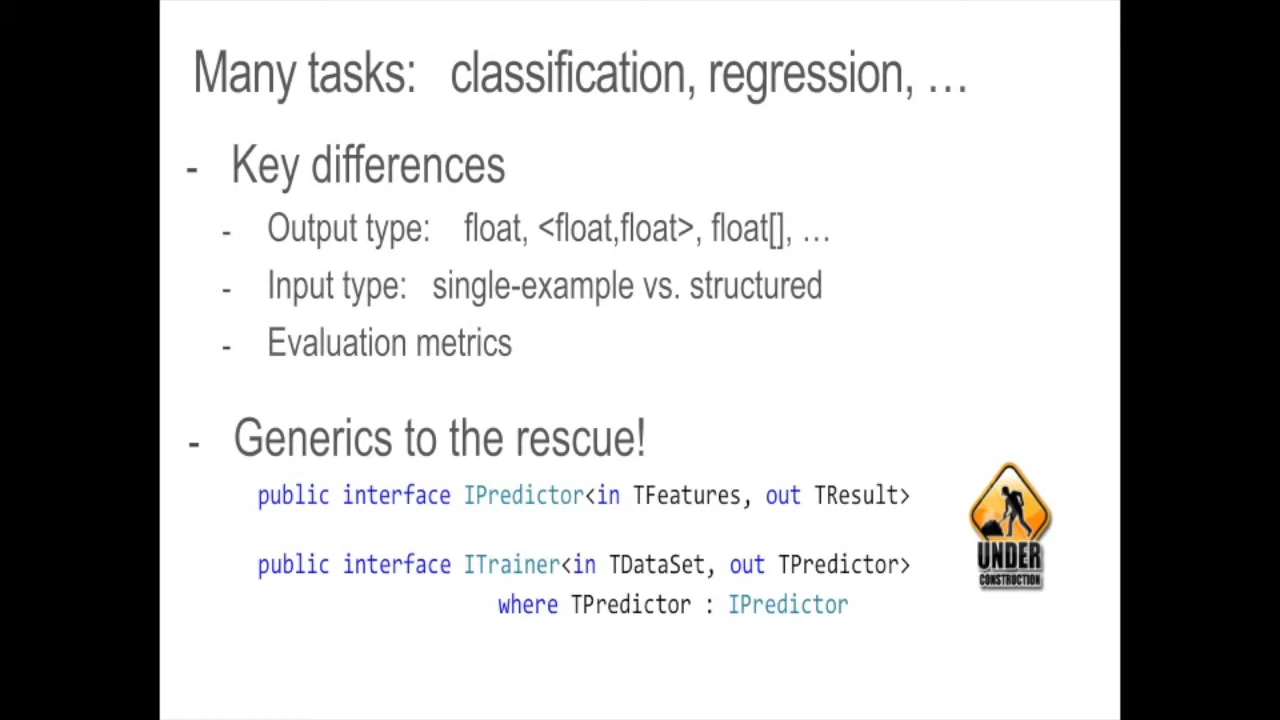 Many tasks: classification, regression, …
- Key differences
- Output type: float, <float,float>, float[], …
- Input type: single-example vs. structured
- Evaluation metrics
- Generics to the rescue!
public interface IPredictor<in TFeatures, out TResult>
public interface ITrainer<in TDataSet, out TPredictor>
where TPredictor : IPredictor
UNDER
CONSTRUCTION